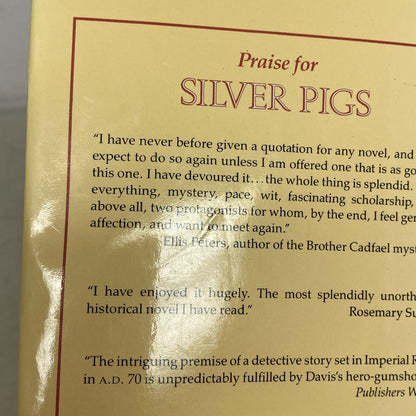 Praise for
SILVER PIGS
"I have never before given a quotation for any novel, and
expect to do so again unless I am offered one that is as
this one. I have devoured it...the whole thing is splendid.
everything, mystery, pace, wit, fascinating scholarship,
above all, two protagonists for whom, by the end, I feel
affection, and want to meet again."
Ellis Peters, author of the Brother Cadfael
"I have enjoyed it hugely. The most splendidly
historical novel I have read." Rosemary
"The intriguing premise of a detective story set in Imperial
in A.D. 70 is unpredictably fulfilled by Davis's
Publishers